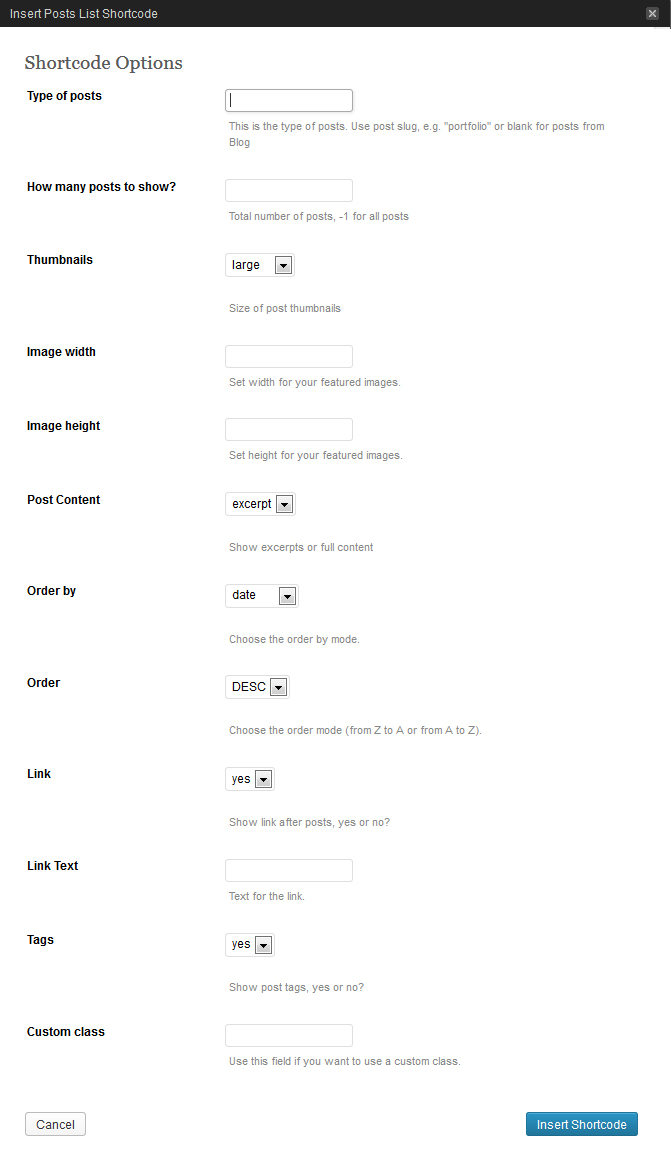 Insert Posts List Shortcode
Shortcode Options
Type of posts
This is the type of posts. Use post slug, e.g. "portfolio" or blank for posts from
Blog
How many posts to show?
Total number of posts, -1 for all posts
Thumbnails
large
Size of post thumbnails
Image width
Set width for your featured images.
Image height
Set height for your featured images.
Post Content
excerpt
Show excerpts or full content
Order by
date
Choose the order by mode.
Order
DESC
Choose the order mode (from Z to A or from A to Z).
Link
yes
Show link after posts, yes or no?
Link Text
Text for the link.
Tags
yes
Show post tags, yes or no?
Custom class
Use this field if you want to use a custom class.
Cancel
Insert Shortcode